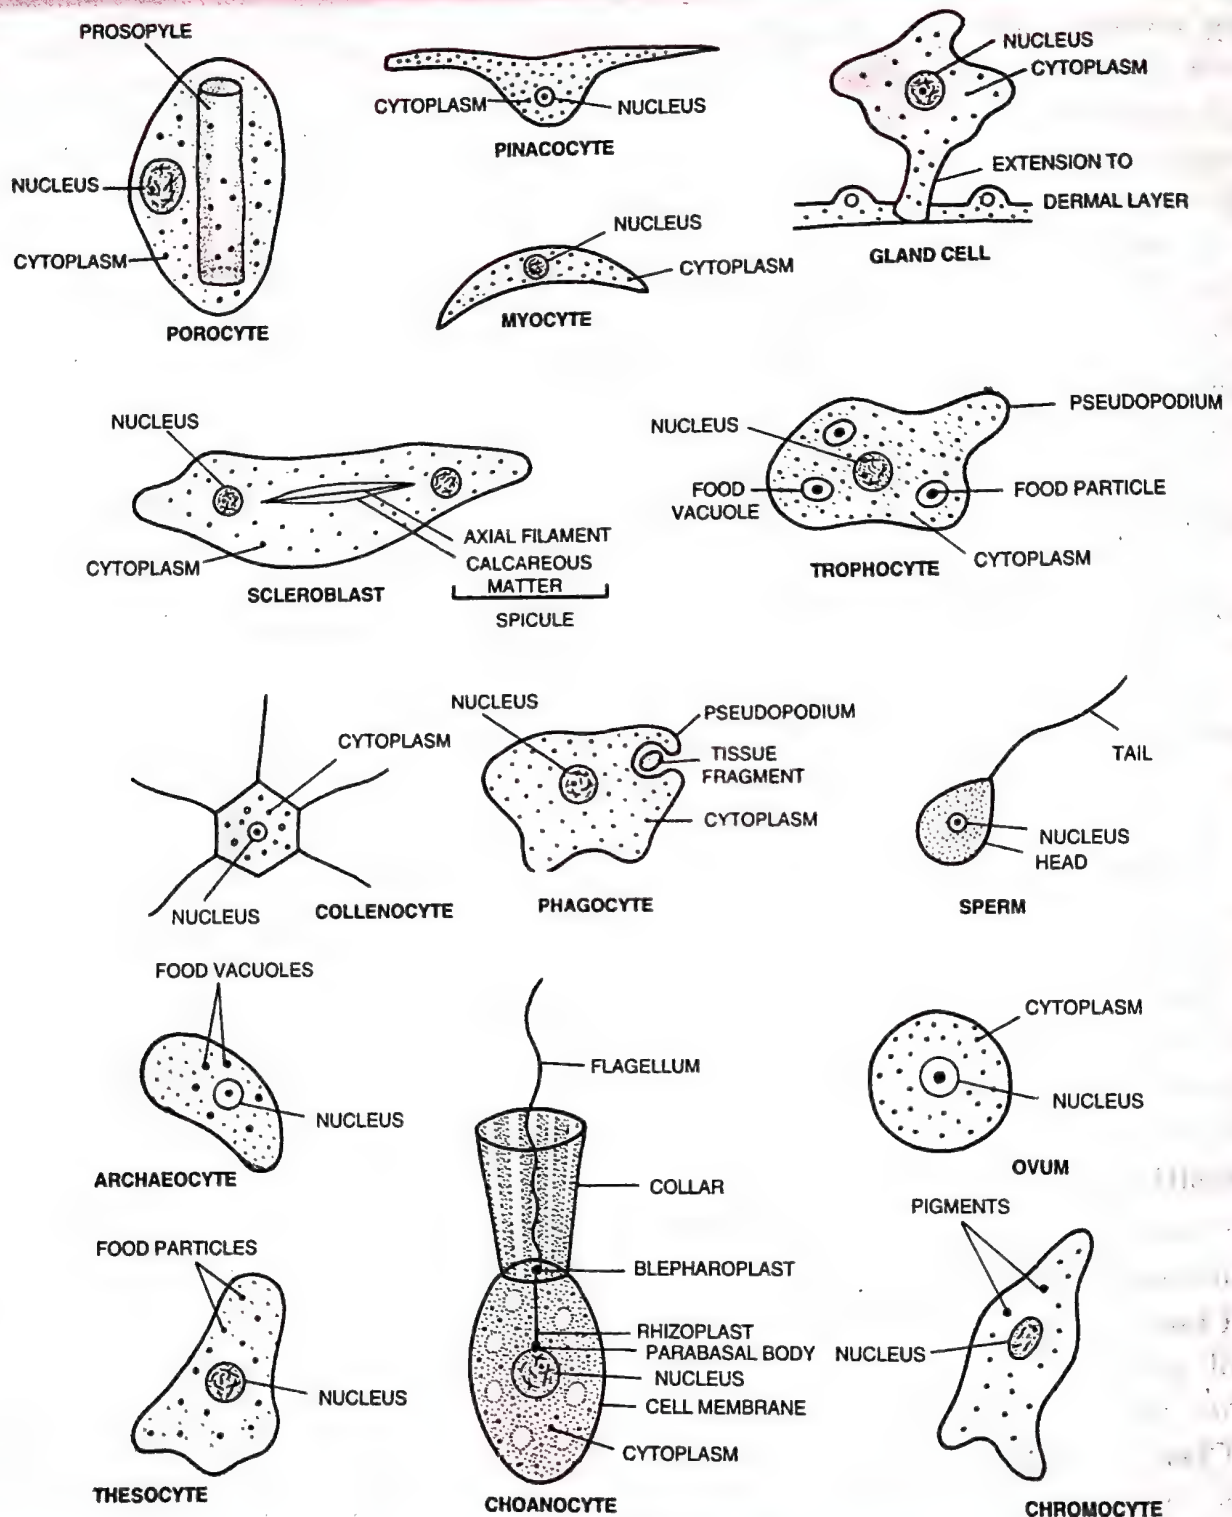 PROSOPYLE
NUCLEUS
CYTOPLASM
POROCYTE
CYTOPLASM
NUCLEUS
PINACOCYTE
NUCLEUS
CYTOPLASM
EXTENSION TO
DERMAL LAYER
GLAND CELL
NUCLEUS
CYTOPLASM
MYOCYTE
NUCLEUS
CYTOPLASM
AXIAL FILAMENT
CALCAREOUS
MATTER
SPICULE
SCLEROBLAST
NUCLEUS
PSEUDOPODIUM
FOOD
VACUOLE
FOOD PARTICLE
CYTOPLASM
TROPHOCYTE
CYTOPLASM
NUCLEUS
COLLENOCYTE
NUCLEUS
PSEUDOPODIUM
TISSUE
FRAGMENT
CYTOPLASM
PHAGOCYTE
TAIL
NUCLEUS
HEAD
SPERM
FOOD VACUOLES
NUCLEUS
ARCHAEOCYTE
FLAGELLUM
COLLAR
BLEPHAROPLAST
RHIZOPLAST
PARABASAL BODY
NUCLEUS
CELL MEMBRANE
CYTOPLASM
CHOANOCYTE
CYTOPLASM
NUCLEUS
OVUM
FOOD PARTICLES
NUCLEUS
THESOCYTE
PIGMENTS
NUCLEUS
CHROMOCYTE